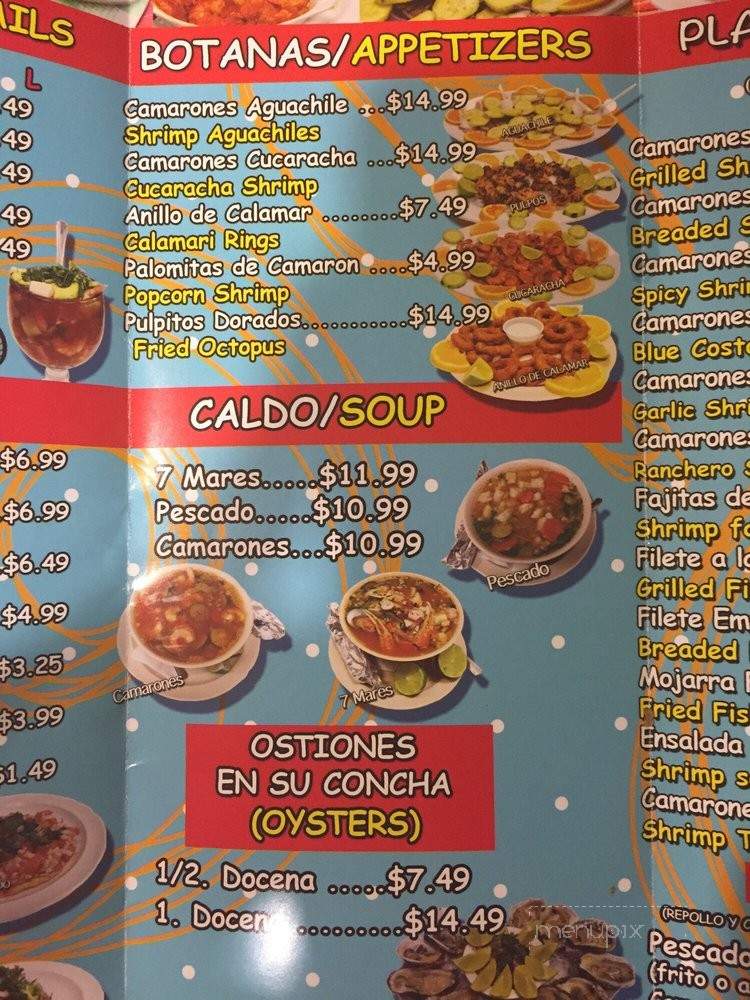 AILS
L
.49
.49
.49
.49
.49
$6.99
$6.99
$6.49
$4.99
$3.25
$3.99
$1.49
BOTANAS/APPETIZERS
Camarones Aguachile ...$14.99
Shrimp Aguachiles
Camarones Cucaracha ...$14.99
Cucaracha Shrimp
Anillo de Calamar .........$7.49
Calamari Rings
Palomitas de Camaron .....$4.99
Popcorn Shrimp
Pulpitos Dorados...........$14.99
Fried Octopus
AGUACHILE
PULPOS
CUCARACHA
ANILLO DE CALAMAR
CALDO/SOUP
7 Mares......$11.99
Pescado......$10.99
Camarones...$10.99
Pescado
Camarones
7 Mares
OSTIONES
EN SU CONCHA
(OYSTERS)
1/2. Docena .....$7.49
1. Docena ..........$14.49
menupix
PLA
Camarones
Grilled Sh
Camarones
Breaded S
Camarones
Spicy Shri
Camarones
Blue Costa
Camarones
Garlic Shri
Camarone
Ranchero S
Fajitas de
Shrimp fa
Filete a la
Grilled Fi
Filete Em
Breaded
Mojarra
Fried Fis
Ensalada
Shrimp s
Camarone
Shrimp T
(REPOLLO Y
Pescado
(frito o a